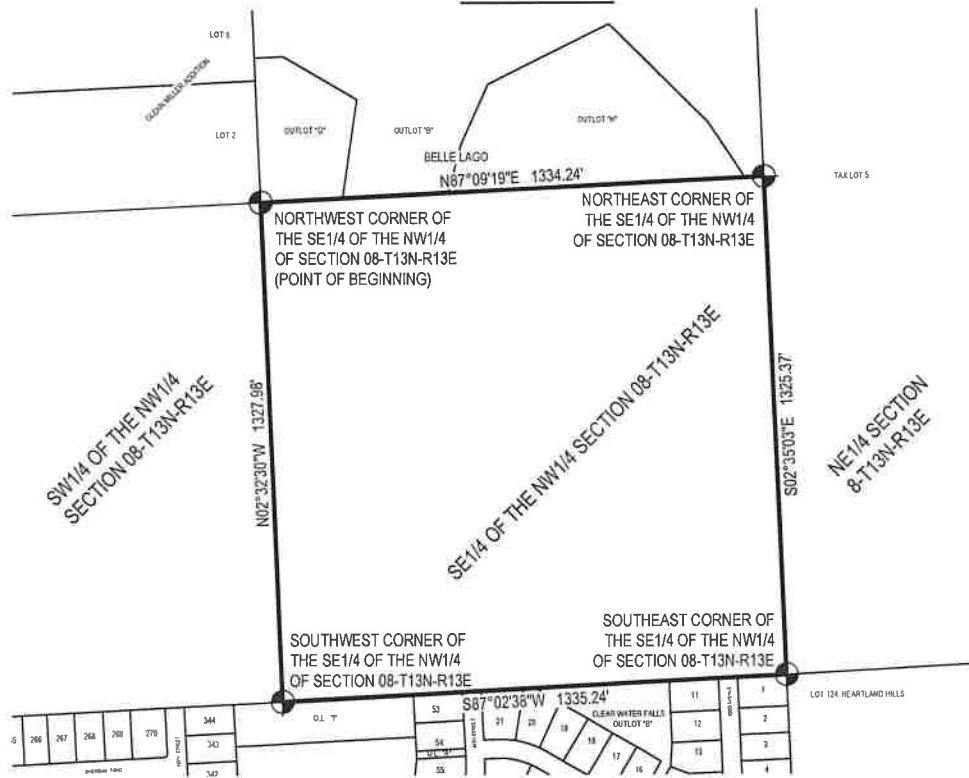 LOT 5
GLENN MILLER ADDITION
LOT 2
OUTLOT "B"
BELLE LAGO
N87°09'19"E 1334.24'
TAX LOT 5
NORTHWEST CORNER OF
THE SE1/4 OF THE NW1/4
OF SECTION 08-T13N-R13E
(POINT OF BEGINNING)
NORTHEAST CORNER OF
THE SE1/4 OF THE NW1/4
OF SECTION 08-T13N-R13E
SW1/4 OF THE NW1/4
SECTION 08-T13N-R13E
N02°32'30"W 1327.98'
SE1/4 OF THE NW1/4 SECTION 08-T13N-R13E
S02°35'03"E 1325.37'
NE1/4 SECTION
8-T13N-R13E
SOUTHWEST CORNER OF
THE SE1/4 OF THE NW1/4
OF SECTION 08-T13N-R13E
SOUTHEAST CORNER OF
THE SE1/4 OF THE NW1/4
OF SECTION 08-T13N-R13E
S87°02'38"W 1335.24'
LOT 124 HEARTLAND HILLS
CLEAR WATER FALLS
OUTLOT "B"
266
267
268
269
270
344
343
342
O.L.
53
54
55
21
20
19
18
17
16
11
12
13
1
2
3
4